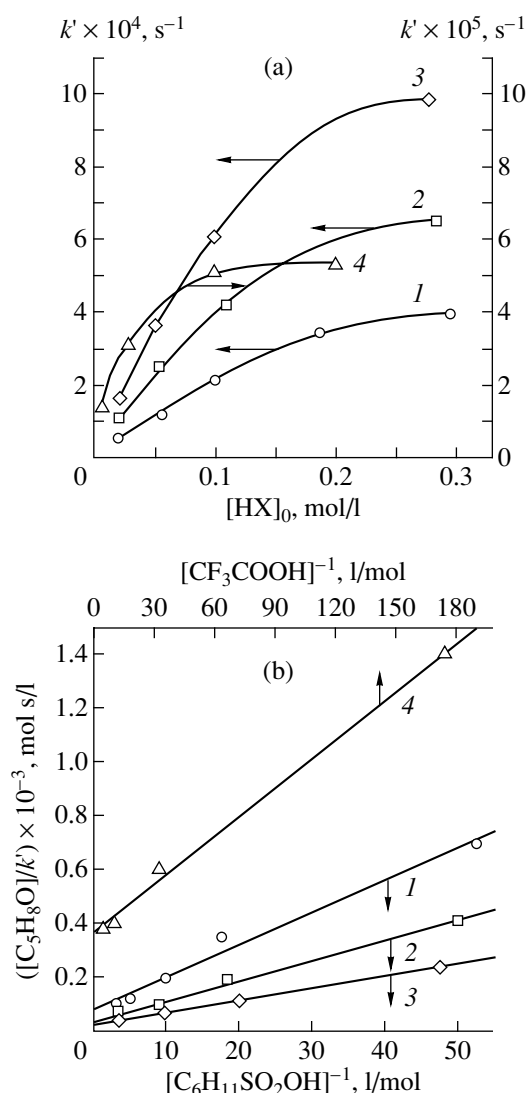 k' × 10⁴, s⁻¹ k' × 10⁵, s⁻¹
(a)
3
10 10
8 8
2
6 6
4
4 4
1
2 2
0 0.1 0.2 0.3
[HX]₀, mol/l
[CF₃COOH]⁻¹, l/mol
0 30 60 90 120 150 180
1.4
(b)
4
1.2
1.0
0.8
0.6
1
0.4
2
0.2
3
0 10 20 30 40 50
[C₆H₁₁SO₂OH]⁻¹, l/mol
([C₅H₈O]/k') × 10⁻³, mol s/l